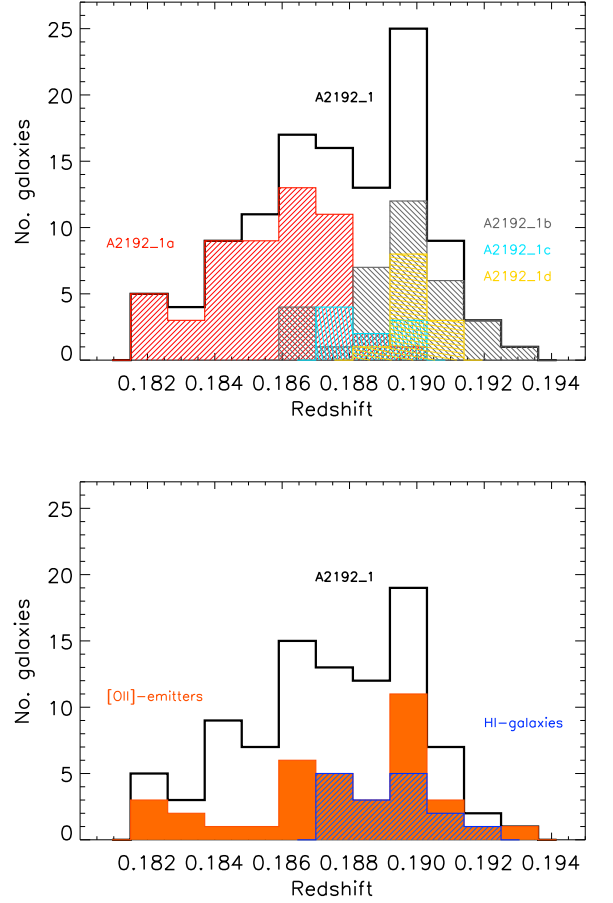 25
20
15
10
5
0
No. galaxies
A2192_1
A2192_1a
A2192_1b
A2192_1c
A2192_1d
0.182 0.184 0.186 0.188 0.190 0.192 0.194
Redshift
25
20
15
10
5
0
No. galaxies
A2192_1
[OII]-emitters
HI-galaxies
0.182 0.184 0.186 0.188 0.190 0.192 0.194
Redshift